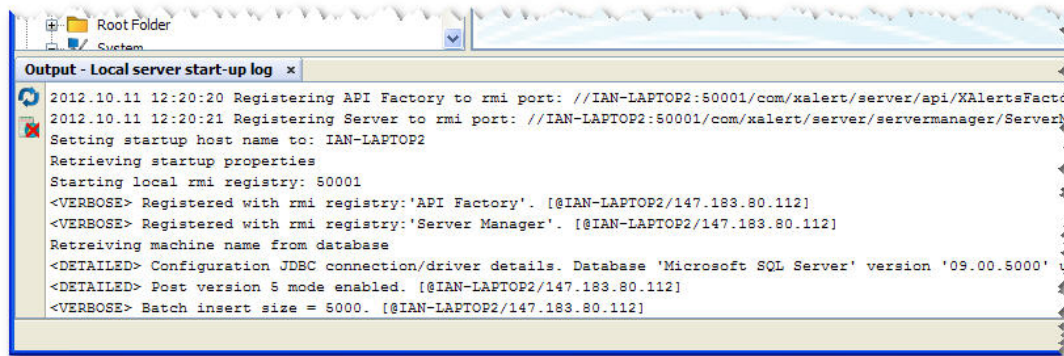 Root Folder
System
Output - Local server start-up log x
2012.10.11 12:20:20 Registering API Factory to rmi port: //IAN-LAPTOP2:50001/com/xalert/server/api/XAlertsFacto
2012.10.11 12:20:21 Registering Server to rmi port: //IAN-LAPTOP2:50001/com/xalert/server/servermanager/ServerM
Setting startup host name to: IAN-LAPTOP2
Retrieving startup properties
Starting local rmi registry: 50001
<VERBOSE> Registered with rmi registry:'API Factory'. [@IAN-LAPTOP2/147.183.80.112]
<VERBOSE> Registered with rmi registry:'Server Manager'. [@IAN-LAPTOP2/147.183.80.112]
Retreiving machine name from database
<DETAILED> Configuration JDBC connection/driver details. Database 'Microsoft SQL Server' version '09.00.5000'
<DETAILED> Post version 5 mode enabled. [@IAN-LAPTOP2/147.183.80.112]
<VERBOSE> Batch insert size = 5000. [@IAN-LAPTOP2/147.183.80.112]